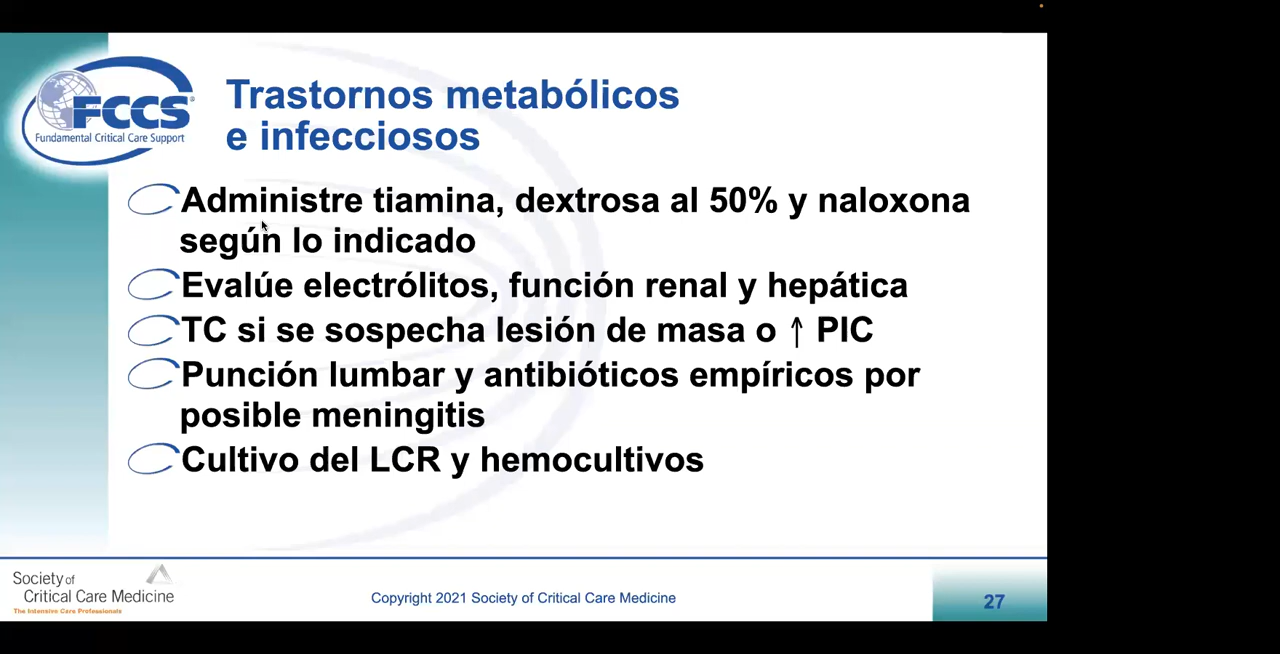 FCCS®
Fundamental Critical Care Support
Trastornos metabólicos
e infecciosos
Administre tiamina, dextrosa al 50% y naloxona
según lo indicado
Evalúe electrólitos, función renal y hepática
TC si se sospecha lesión de masa o ↑ PIC
Punción lumbar y antibióticos empíricos por
posible meningitis
Cultivo del LCR y hemocultivos
Society of
Critical Care Medicine
The Intensive Care Professionals
Copyright 2021 Society of Critical Care Medicine
27